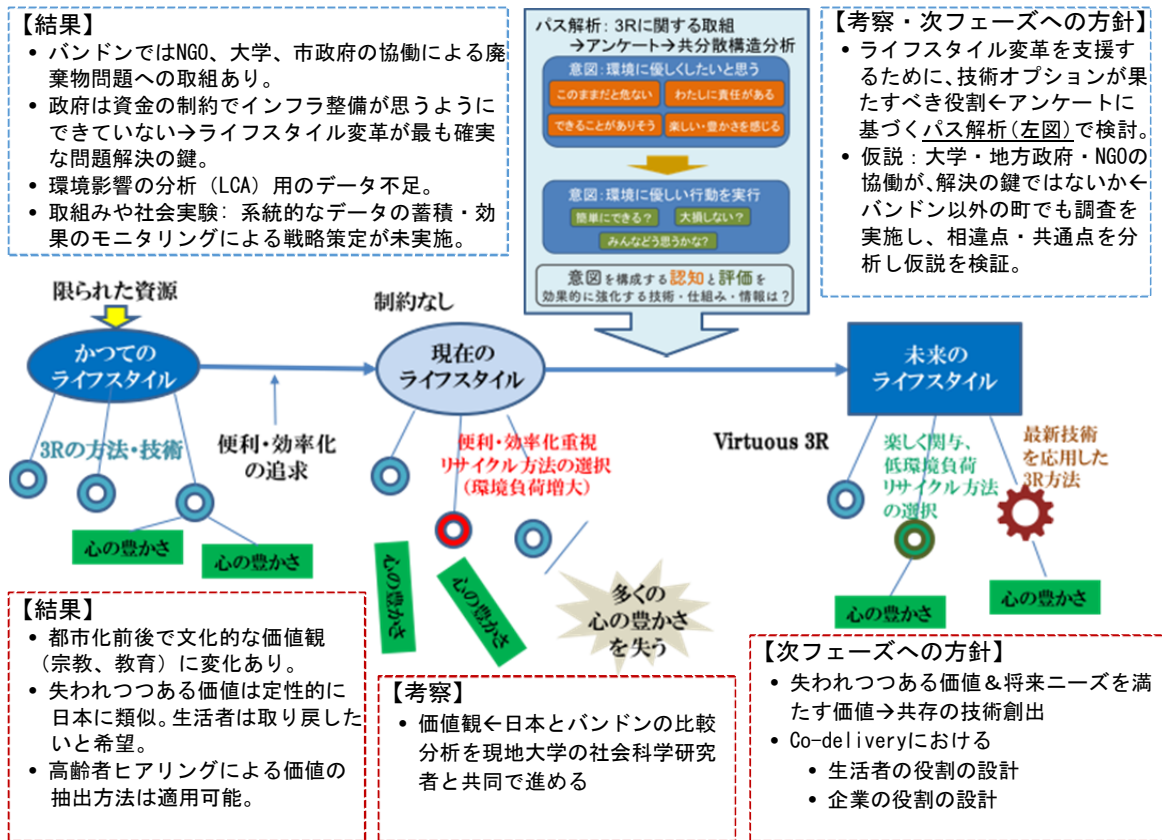 【結果】
• バンドンではNGO、大学、市政府の協働による廃
棄物問題への取組あり。
• 政府は資金の制約でインフラ整備が思うように
できていない→ライフスタイル変革が最も確実
な問題解決の鍵。
• 環境影響の分析（LCA）用のデータ不足。
• 取組みや社会実験: 系統的なデータの蓄積・効
果のモニタリングによる戦略策定が未実施。
パス解析：3Rに関する取組
→アンケート→共分散構造分析
意図：環境に優しくしたいと思う
このままだと危ない
わたしに責任がある
できることがありそう
楽しい・豊かさを感じる
意図：環境に優しい行動を実行
簡単にできる？
大損しない？
みんなどう思うかな？
意図を構成する認知と評価を
効果的に強化する技術・仕組み・情報は？
【考察・次フェーズへの方針】
• ライフスタイル変革を支援す
るために、技術オプションが果
たすべき役割←アンケートに
基づくパス解析（左図）で検討。
• 仮説：大学・地方政府・NGOの
協働が、解決の鍵ではないか←
バンドン以外の町でも調査を
実施し、相違点・共通点を分
析し仮説を検証。
限られた資源
かつての
ライフスタイル
3Rの方法・技術
便利・効率化
の追求
心の豊かさ
心の豊かさ
制約なし
現在の
ライフスタイル
便利・効率化重視
リサイクル方法の選択
（環境負荷増大）
心の豊かさ
心の豊かさ
多くの
心の豊かさ
を失う
未来の
ライフスタイル
Virtuous 3R
楽しく関与、
低環境負荷
リサイクル方法
の選択
最新技術
を応用した
3R方法
心の豊かさ
心の豊かさ
【結果】
• 都市化前後で文化的な価値観
（宗教、教育）に変化あり。
• 失われつつある価値は定性的に
日本に類似。生活者は取り戻した
いと希望。
• 高齢者ヒアリングによる価値の
抽出方法は適用可能。
【考察】
• 価値観←日本とバンドンの比較
分析を現地大学の社会科学研究
者と共同で進める
【次フェーズへの方針】
• 失われつつある価値＆将来ニーズを満
たす価値→共存の技術創出
• Co-deliveryにおける
• 生活者の役割の設計
• 企業の役割の設計